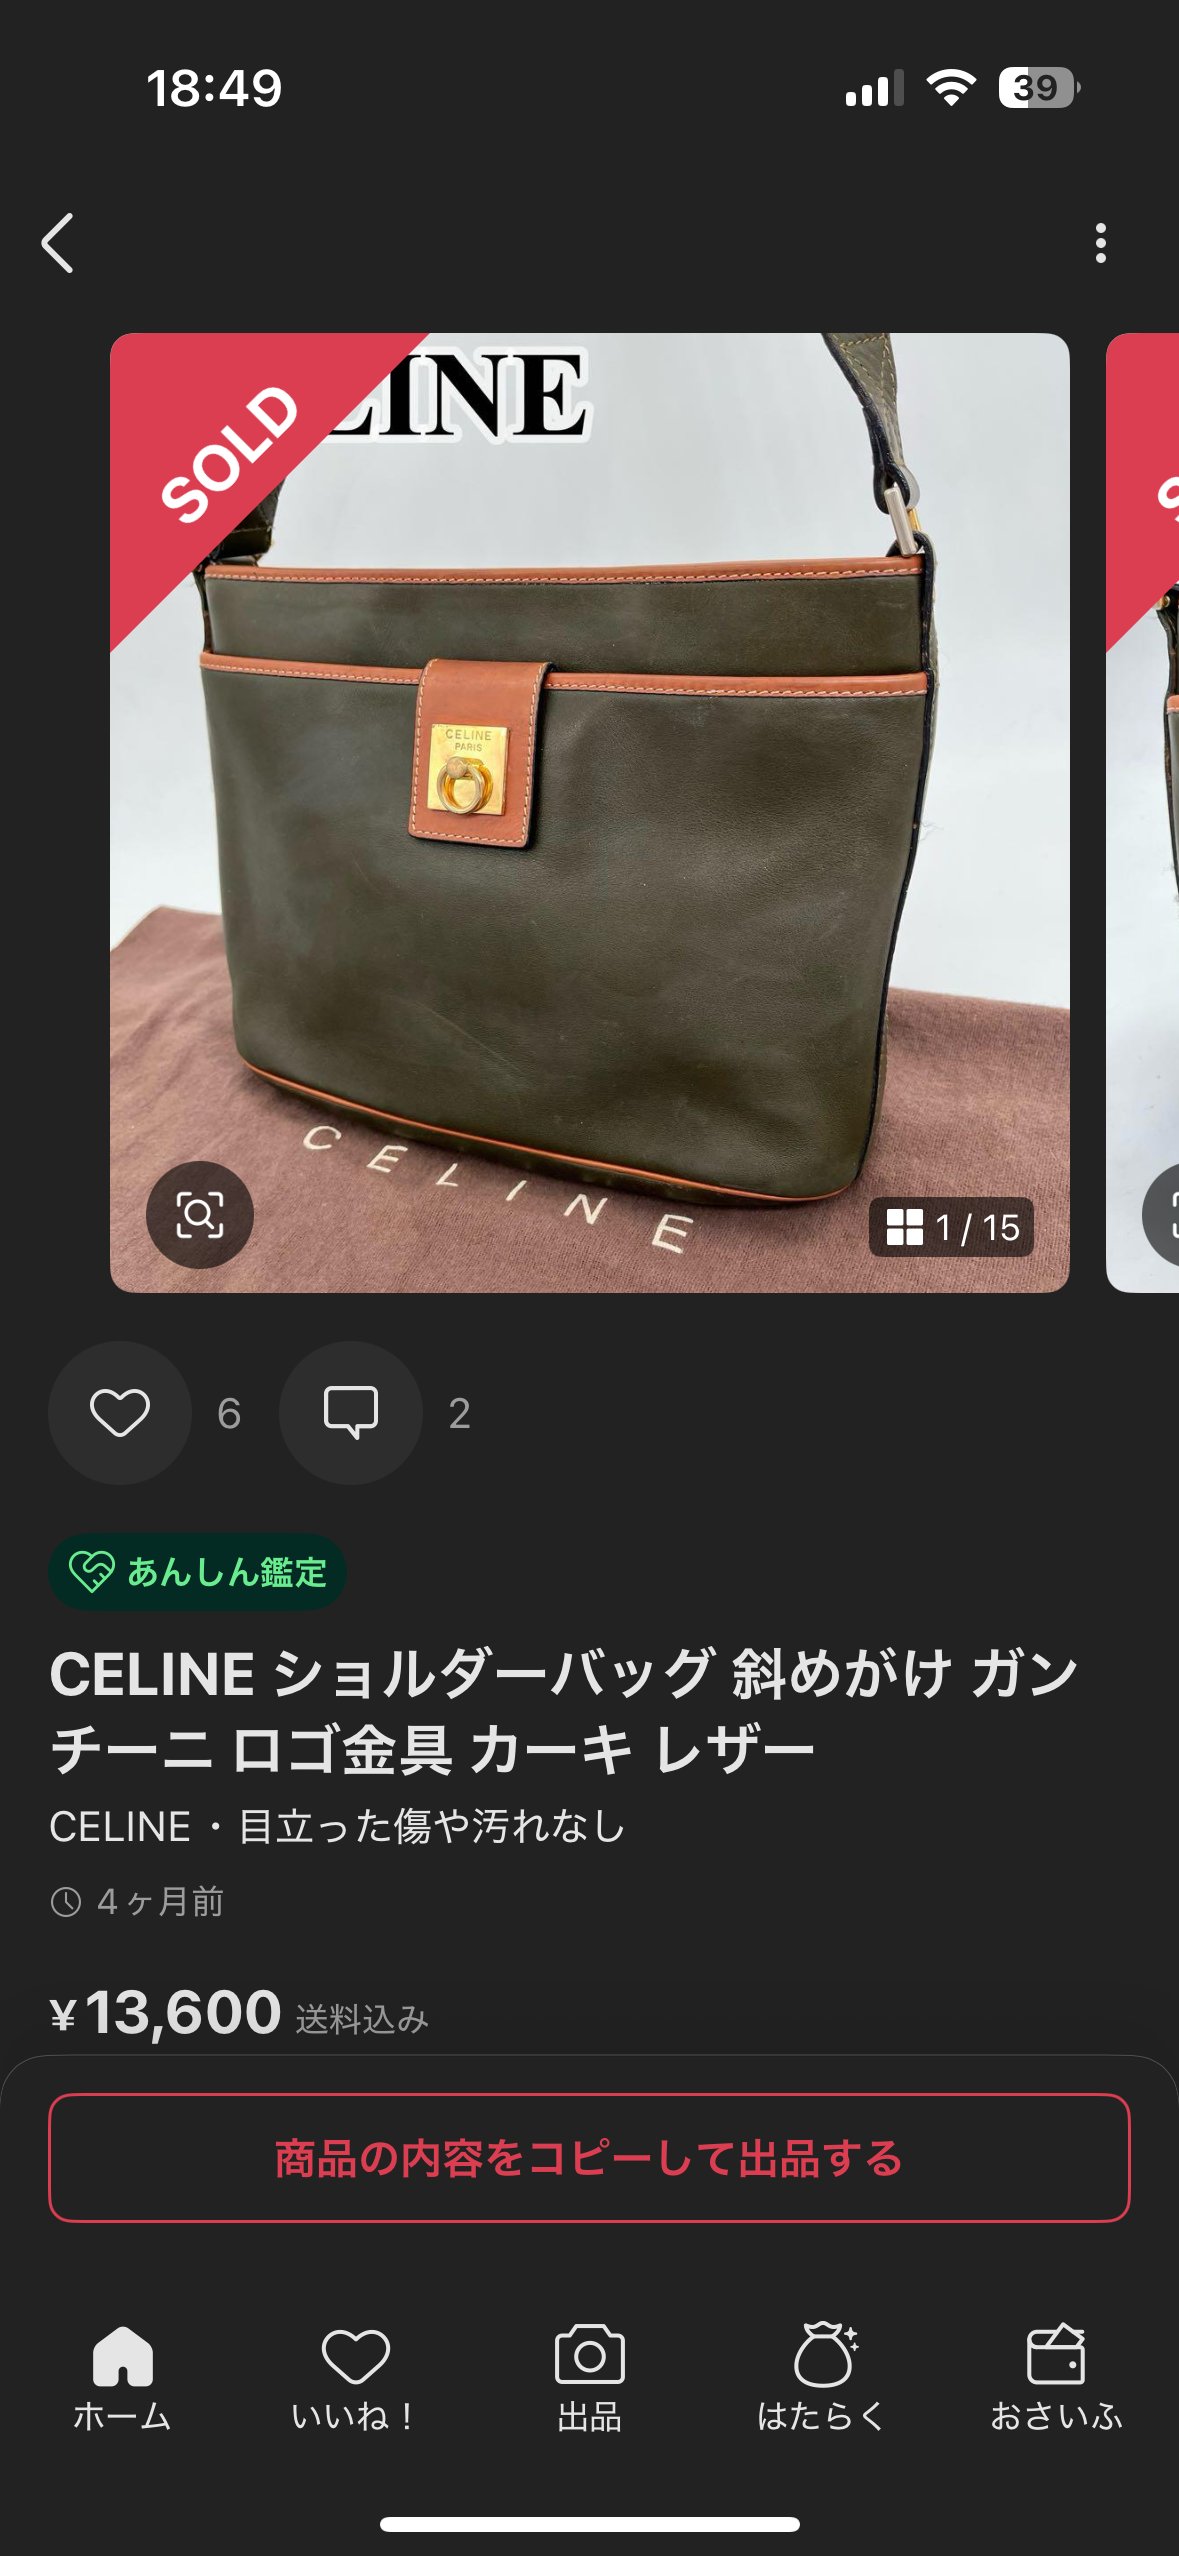 18:49
39
SOLD
INE
CELINE
PARIS
CELINE
1 / 15
6
2
あんしん鑑定
CELINE ショルダーバッグ 斜めがけ ガン
チーニ ロゴ金具 カーキ レザー
CELINE・目立った傷や汚れなし
4ヶ月前
¥13,600 送料込み
商品の内容をコピーして出品する
ホーム
いいね！
出品
はたらく
おさいふ